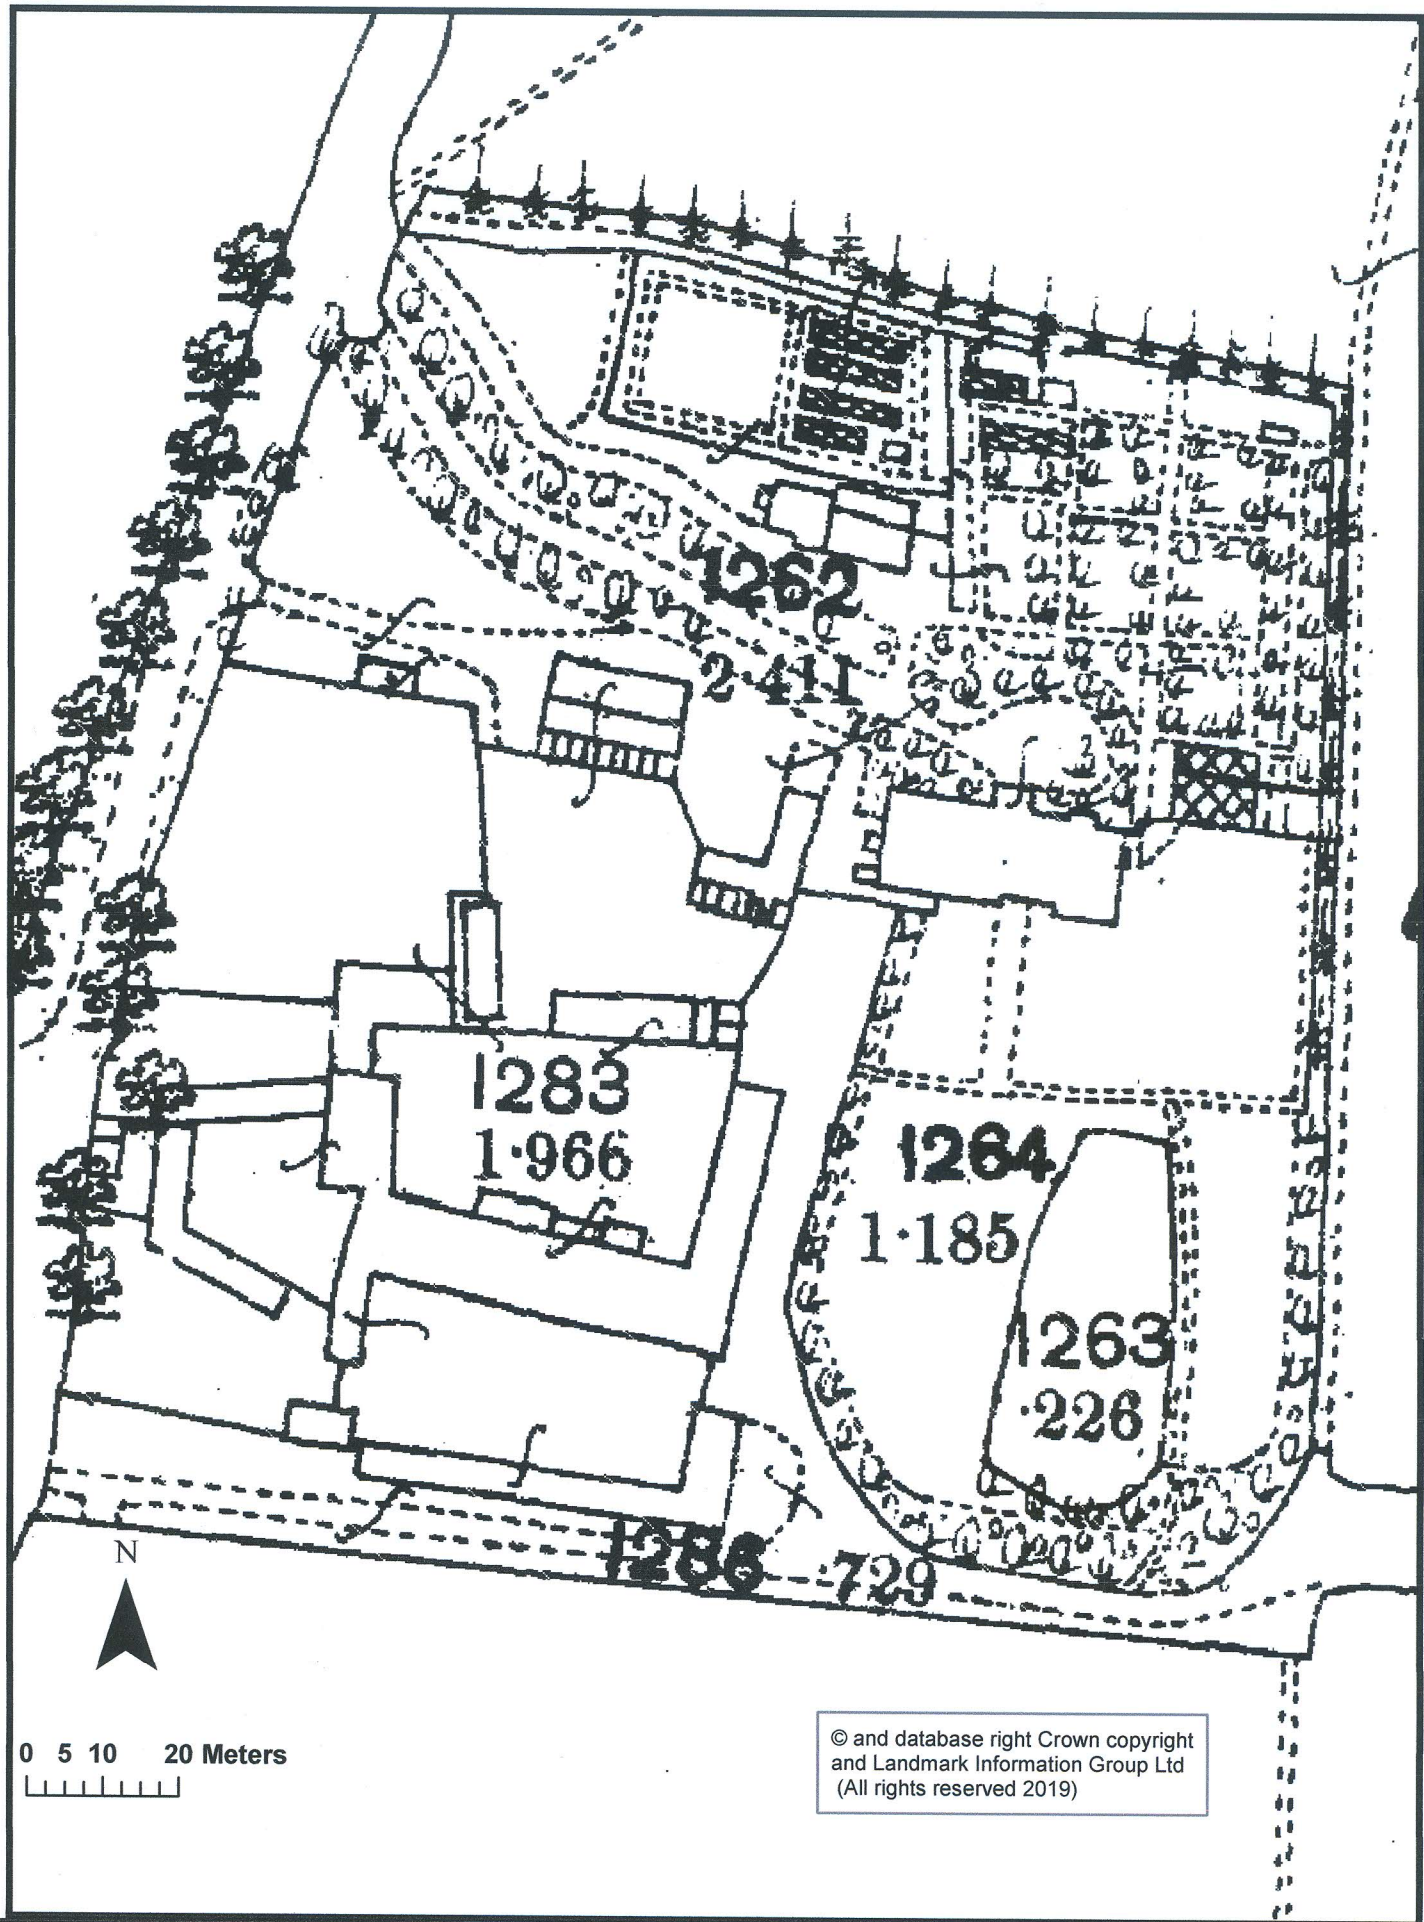 1262
2·411
1283
1·966
1264
1·185
1263
·226
1286 ·729
N
0 5 10 20 Meters
© and database right Crown copyright
and Landmark Information Group Ltd
(All rights reserved 2019)